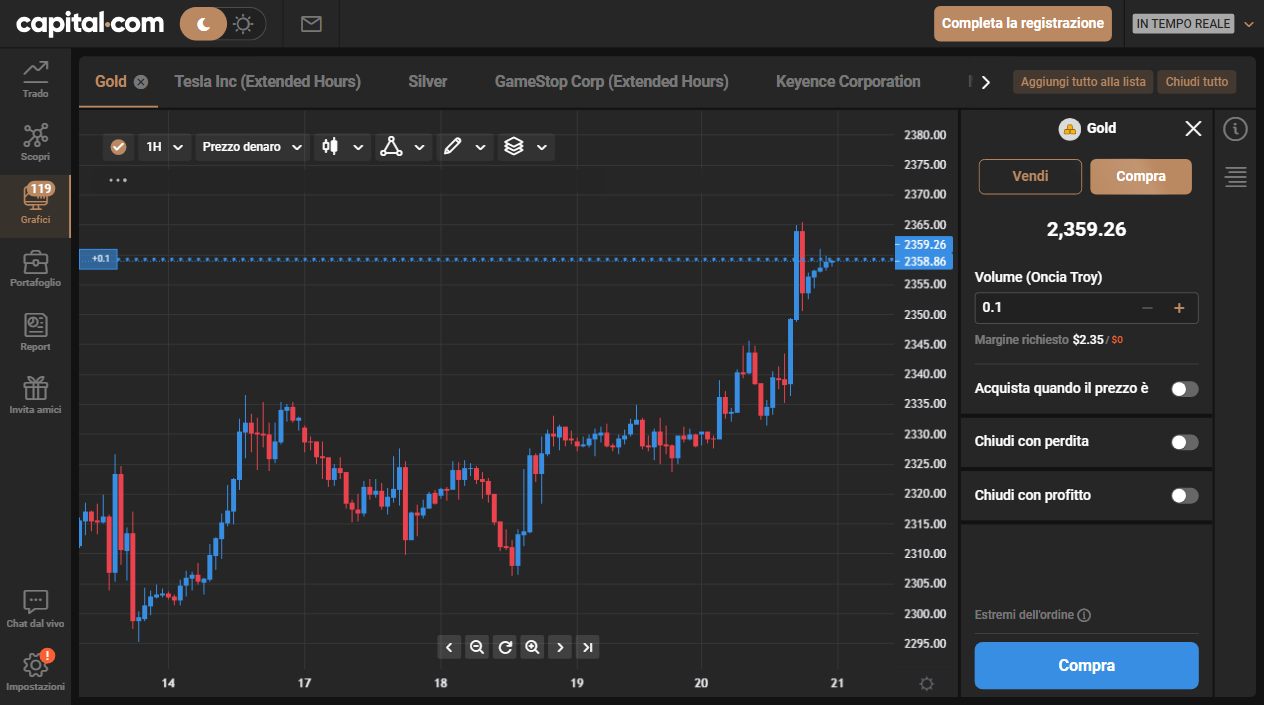 capital.com
Completa la registrazione
IN TEMPO REALE
Trado
Scopri
119
Grafici
Portafoglio
Report
Invita amici
Chat dal vivo
!
Impostazioni
Gold
Tesla Inc (Extended Hours)
Silver
GameStop Corp (Extended Hours)
Keyence Corporation
Aggiungi tutto alla lista
Chiudi tutto
1H
Prezzo denaro
...
+0.1
2380.00
2375.00
2370.00
2365.00
2359.26
2358.86
2355.00
2350.00
2345.00
2340.00
2335.00
2330.00
2325.00
2320.00
2315.00
2310.00
2305.00
2300.00
2295.00
14 17 18 19 20 21
Gold
Vendi
Compra
2,359.26
Volume (Oncia Troy)
0.1
− +
Margine richiesto $2.35 / $0
Acquista quando il prezzo è
Chiudi con perdita
Chiudi con profitto
Estremi dell'ordine
Compra